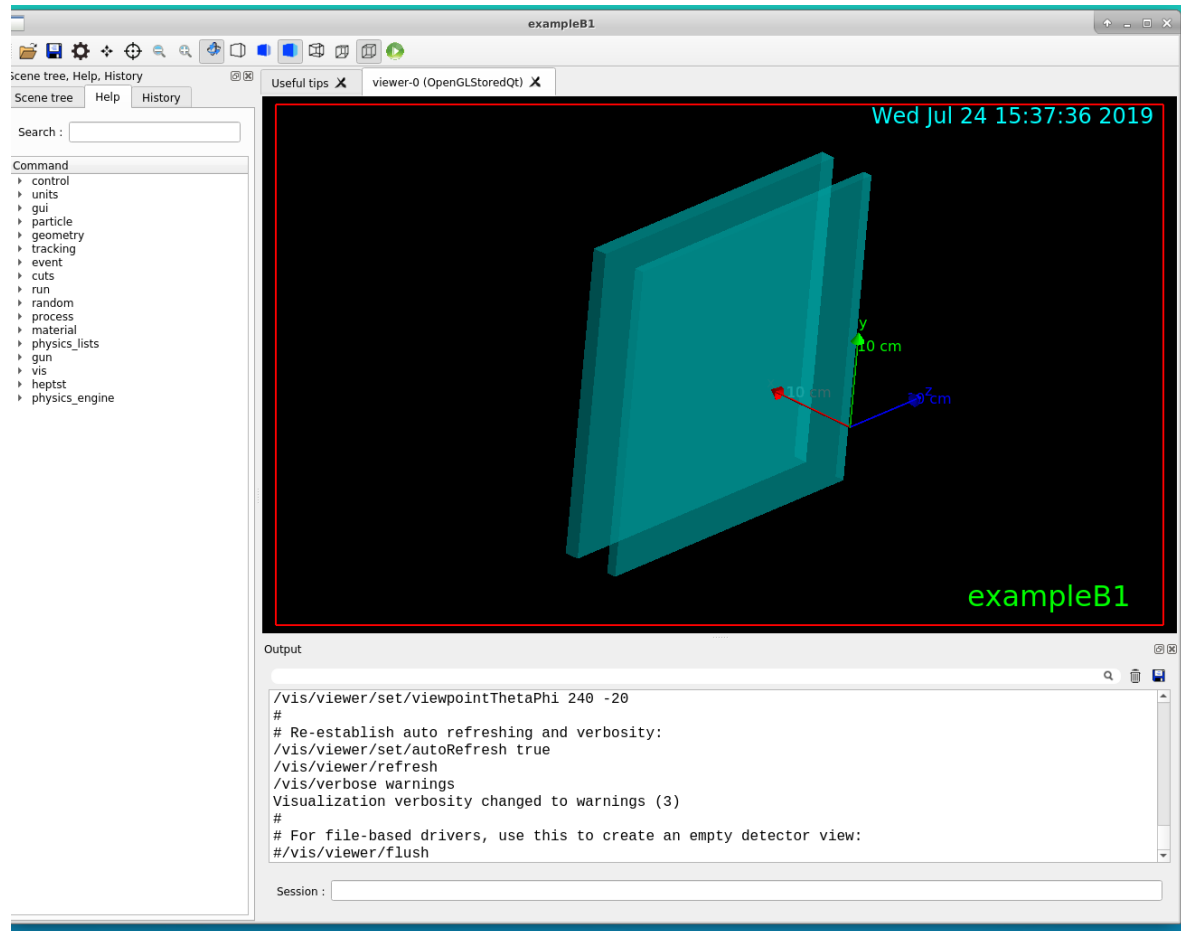 exampleB1
Scene tree, Help, History
Scene tree Help History
Search :
Command
control
units
gui
particle
geometry
tracking
event
cuts
run
random
process
material
physics_lists
gun
vis
heptst
physics_engine
Useful tips
viewer-0 (OpenGLStoredQt)
Wed Jul 24 15:37:36 2019
y
10 cm
10 cm
z
cm
exampleB1
Output
/vis/viewer/set/viewpointThetaPhi 240 -20
#
# Re-establish auto refreshing and verbosity:
/vis/viewer/set/autoRefresh true
/vis/viewer/refresh
/vis/verbose warnings
Visualization verbosity changed to warnings (3)
#
# For file-based drivers, use this to create an empty detector view:
#/vis/viewer/flush
Session :